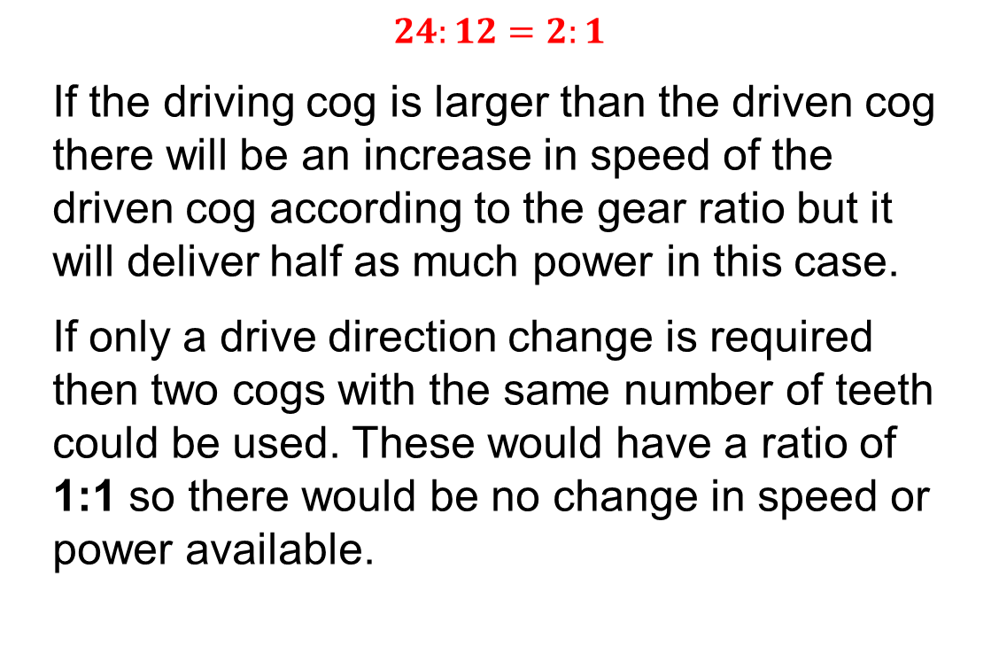 24: 12 = 2: 1
If the driving cog is larger than the driven cog
there will be an increase in speed of the
driven cog according to the gear ratio but it
will deliver half as much power in this case.
If only a drive direction change is required
then two cogs with the same number of teeth
could be used. These would have a ratio of
1:1 so there would be no change in speed or
power available.